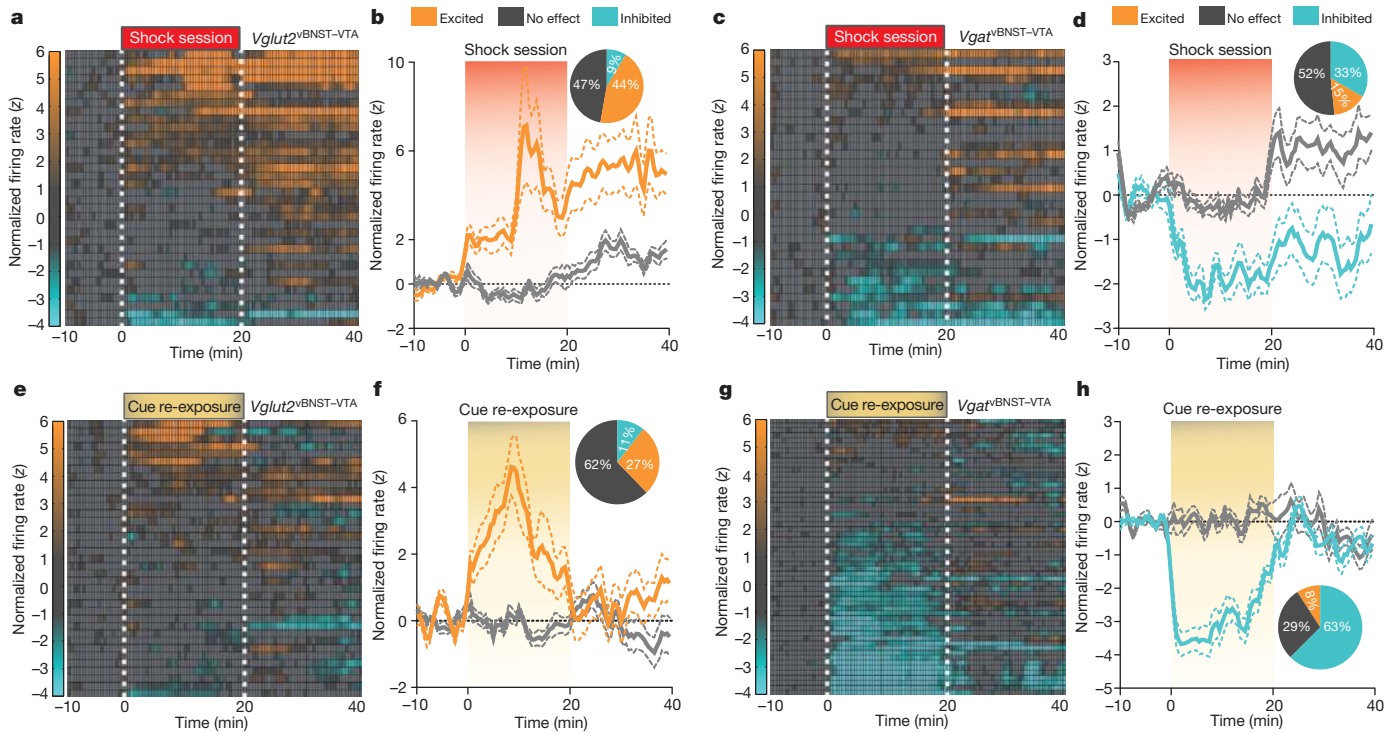 a
Shock session
Vglut2vBNST–VTA
Normalized firing rate (z)
6
5
4
3
2
1
0
−1
−2
−3
−4
−10
0
20
40
Time (min)
b
Excited
No effect
Inhibited
Shock session
Normalized firing rate (z)
10
6
2
0
−2
47%
9%
44%
−10
0
10
20
30
40
Time (min)
c
Shock session
VgatvBNST–VTA
Normalized firing rate (z)
6
5
4
3
2
1
0
−1
−2
−3
−4
−10
0
20
40
Time (min)
d
Excited
No effect
Inhibited
Shock session
Normalized firing rate (z)
3
2
1
0
−1
−2
−3
52%
33%
15%
−10
0
10
20
30
40
Time (min)
e
Cue re-exposure
Vglut2vBNST–VTA
Normalized firing rate (z)
6
5
4
3
2
1
0
−1
−2
−3
−4
−10
0
20
40
Time (min)
f
Cue re-exposure
Normalized firing rate (z)
6
4
2
0
−2
62%
11%
27%
−10
0
10
20
30
40
Time (min)
g
Cue re-exposure
VgatvBNST–VTA
Normalized firing rate (z)
6
5
4
3
2
1
0
−1
−2
−3
−4
−10
0
20
40
Time (min)
h
Cue re-exposure
Normalized firing rate (z)
3
2
1
0
−1
−2
−3
−4
−5
8%
29%
63%
−10
0
10
20
30
40
Time (min)